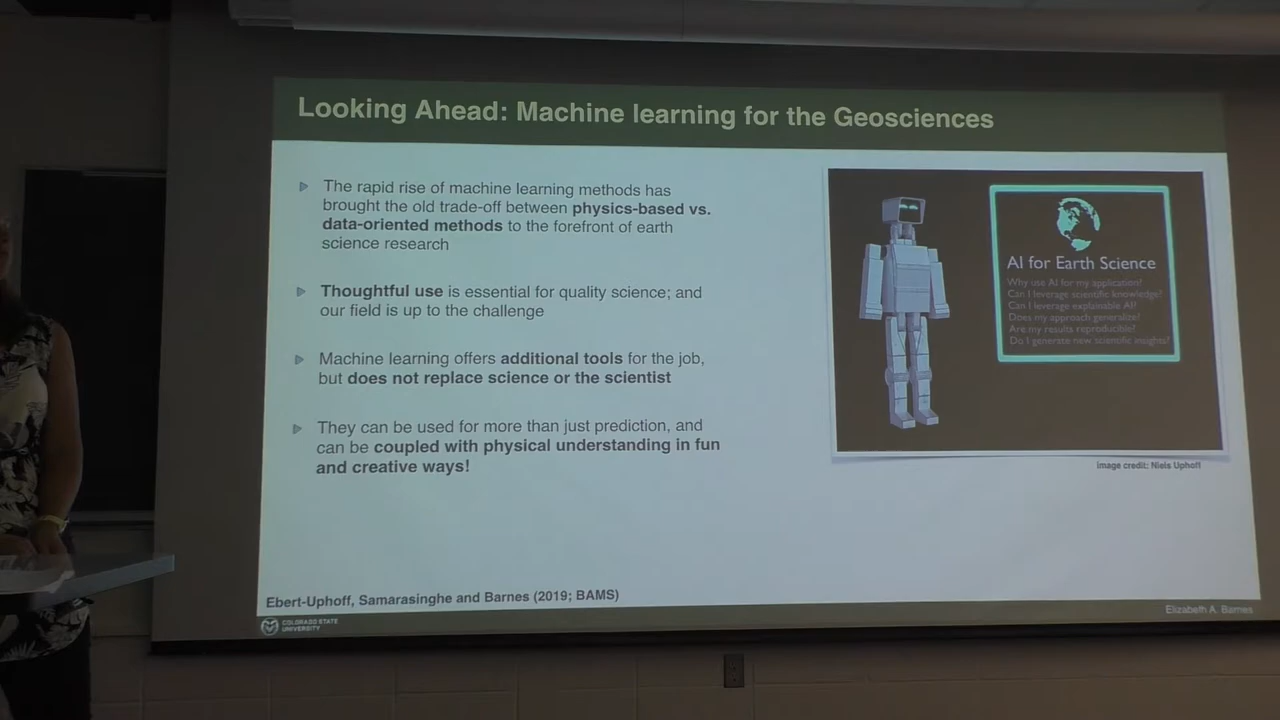 Looking Ahead: Machine learning for the Geosciences
The rapid rise of machine learning methods has
brought the old trade-off between physics-based vs.
data-oriented methods to the forefront of earth
science research
Thoughtful use is essential for quality science; and
our field is up to the challenge
Machine learning offers additional tools for the job,
but does not replace science or the scientist
They can be used for more than just prediction, and
can be coupled with physical understanding in fun
and creative ways!
AI for Earth Science
Why use AI for my application?
Can I leverage scientific knowledge?
Can I leverage explainable AI?
Does my approach generalize?
Are my results reproducible?
Do I generate new scientific insights?
Image credit: Niels Uphoff
Ebert-Uphoff, Samarasinghe and Barnes (2019; BAMS)
COLORADO STATE
UNIVERSITY
Elizabeth A. Barnes